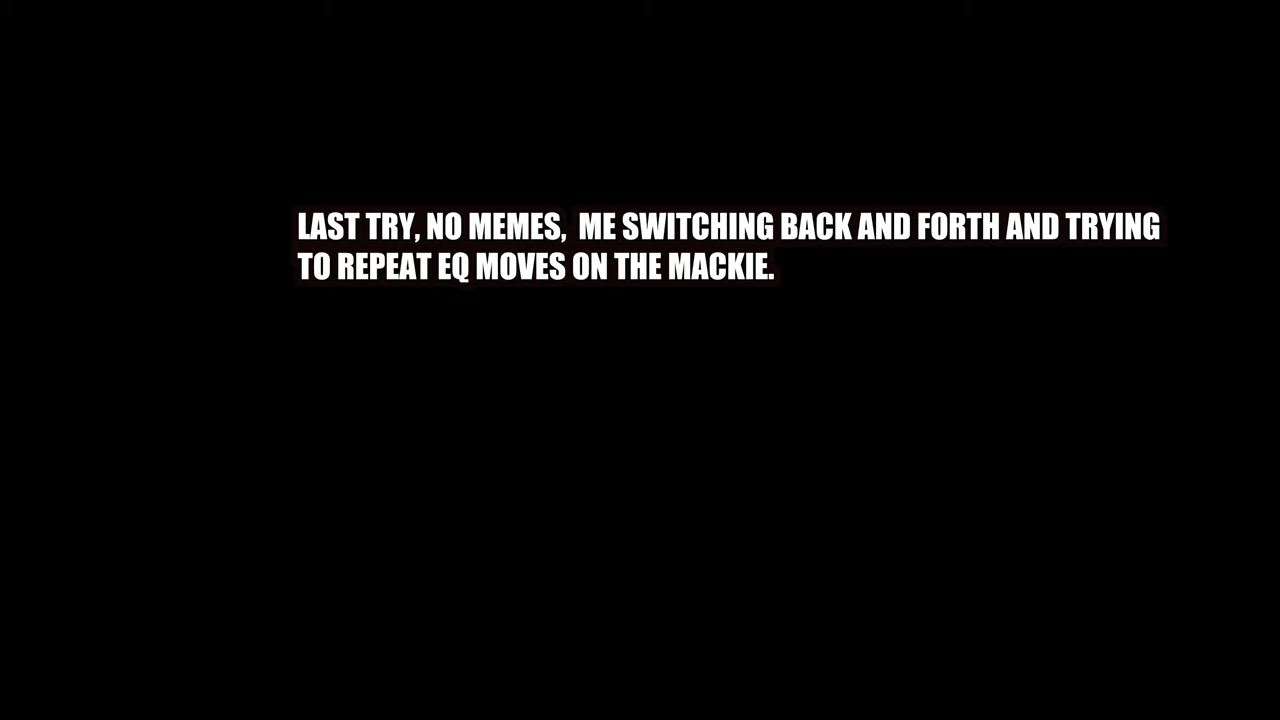 LAST TRY, NO MEMES,  ME SWITCHING BACK AND FORTH AND TRYING
TO REPEAT EQ MOVES ON THE MACKIE.